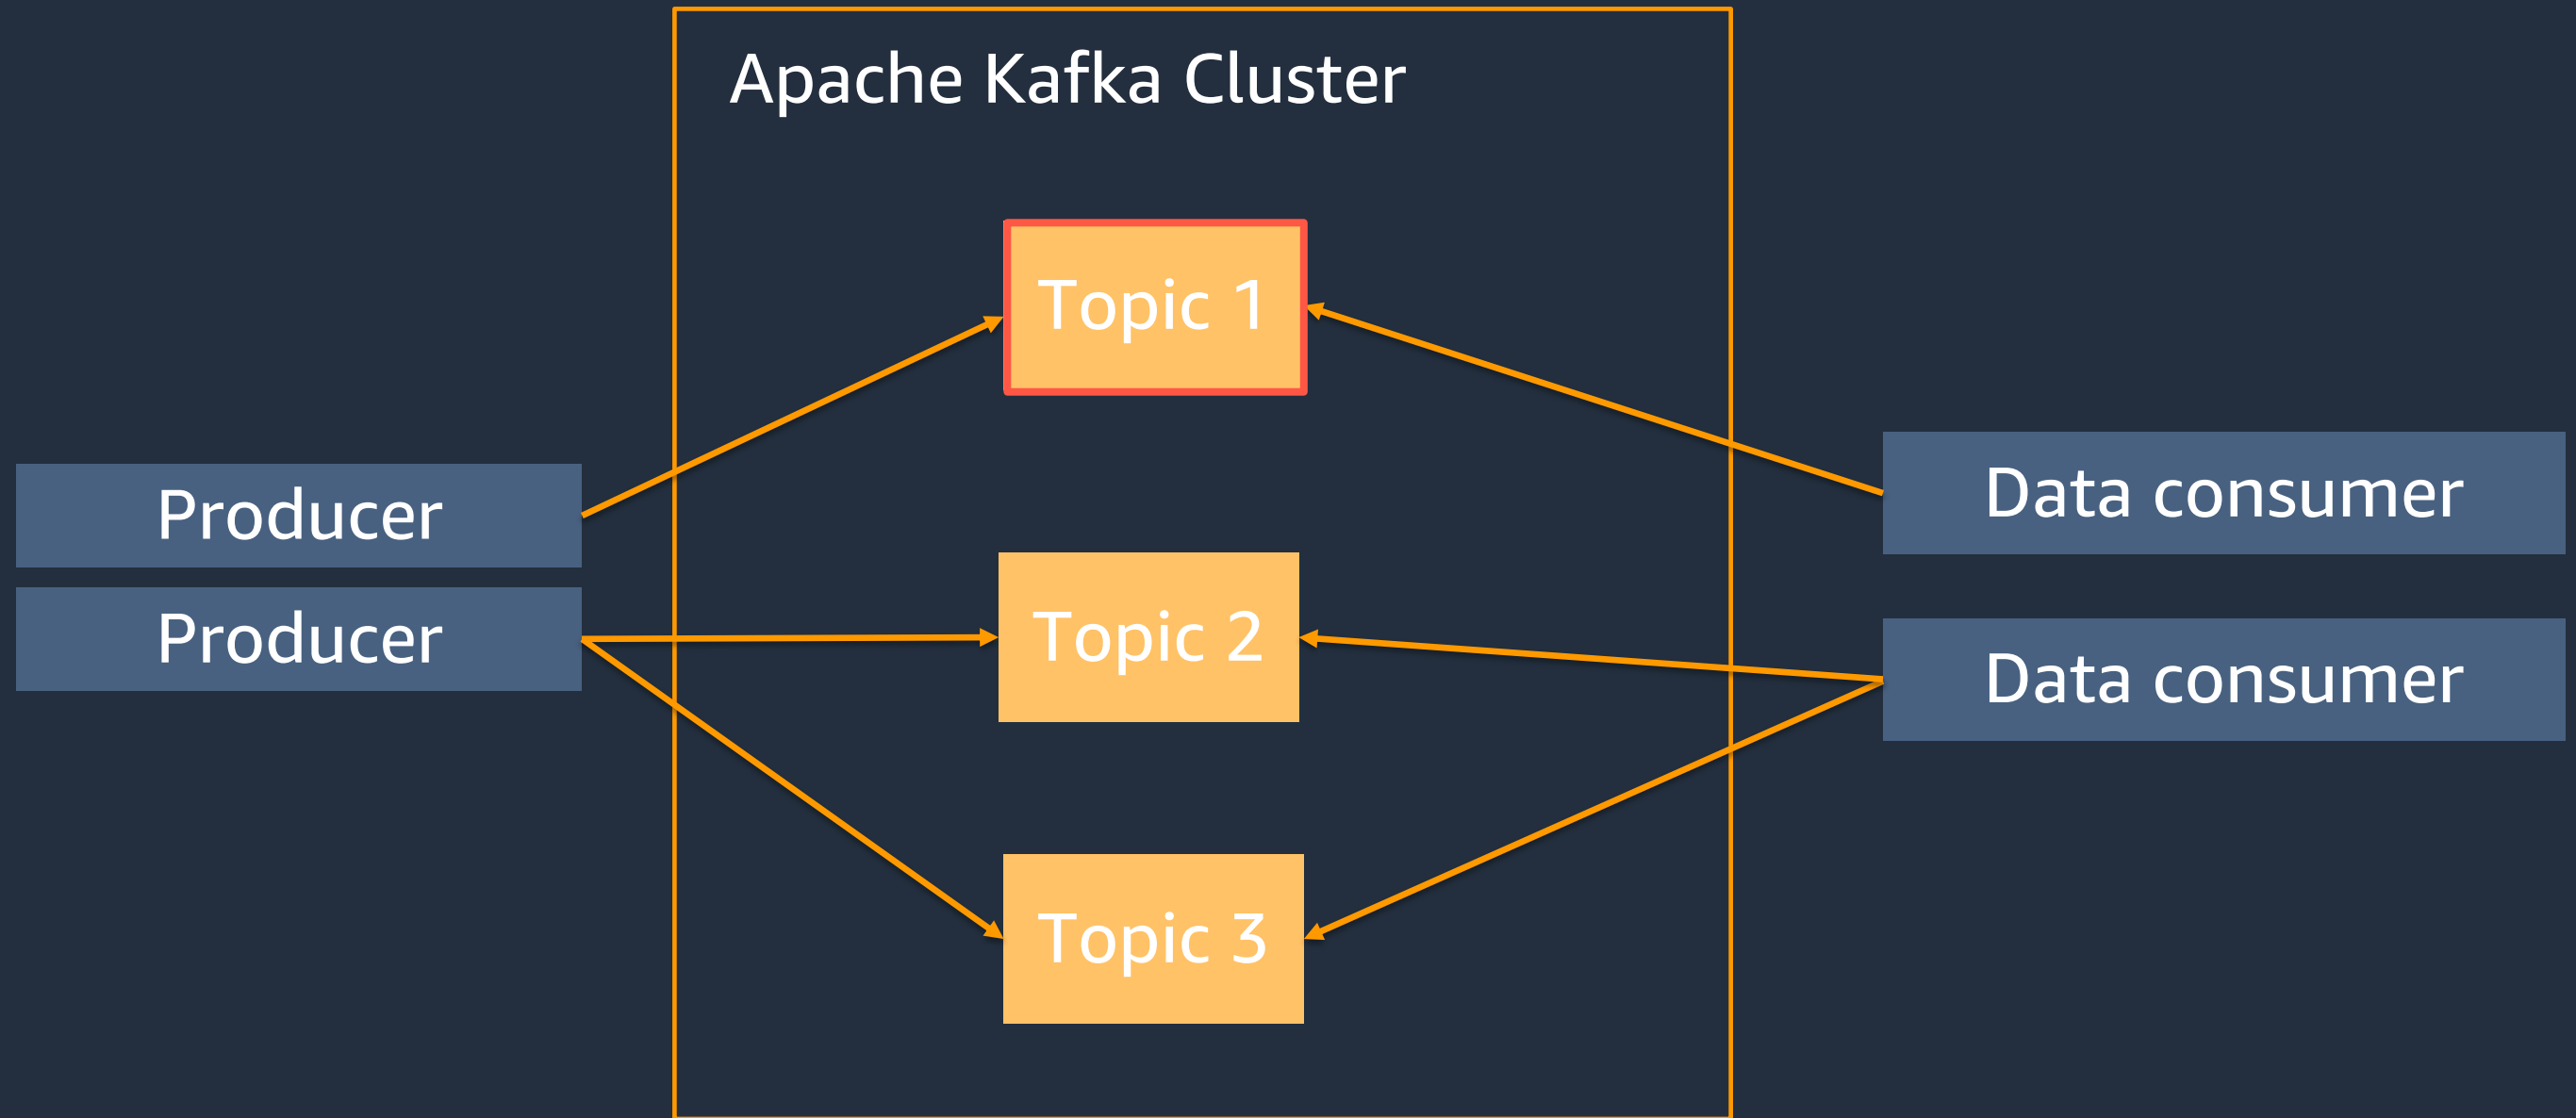 Apache Kafka Cluster
Topic 1
Producer
Data consumer
Producer
Topic 2
Data consumer
Topic 3